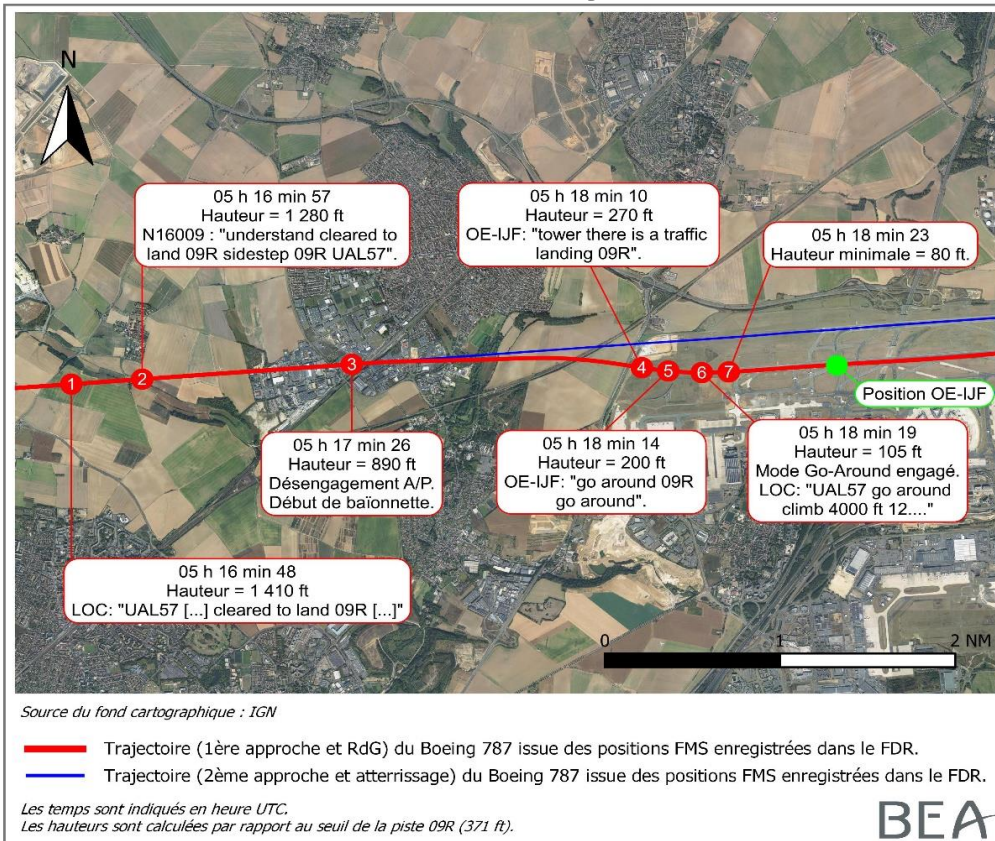 N
05 h 16 min 57
Hauteur = 1 280 ft
N16009 : "understand cleared to
land 09R sidestep 09R UAL57".
05 h 18 min 10
Hauteur = 270 ft
OE-IJF: "tower there is a traffic
landing 09R".
05 h 18 min 23
Hauteur minimale = 80 ft.
1
2
3
4
5
6
7
Position OE-IJF
05 h 17 min 26
Hauteur = 890 ft
Désengagement A/P.
Début de baïonnette.
05 h 18 min 14
Hauteur = 200 ft
OE-IJF: "go around 09R
go around".
05 h 18 min 19
Hauteur = 105 ft
Mode Go-Around engagé.
LOC: "UAL57 go around
climb 4000 ft 12...."
05 h 16 min 48
Hauteur = 1 410 ft
LOC: "UAL57 [...] cleared to land 09R [...]"
0 1 2 NM
Source du fond cartographique : IGN
Trajectoire (1ère approche et RdG) du Boeing 787 issue des positions FMS enregistrées dans le FDR.
Trajectoire (2ème approche et atterrissage) du Boeing 787 issue des positions FMS enregistrées dans le FDR.
Les temps sont indiqués en heure UTC.
Les hauteurs sont calculées par rapport au seuil de la piste 09R (371 ft).
BEA